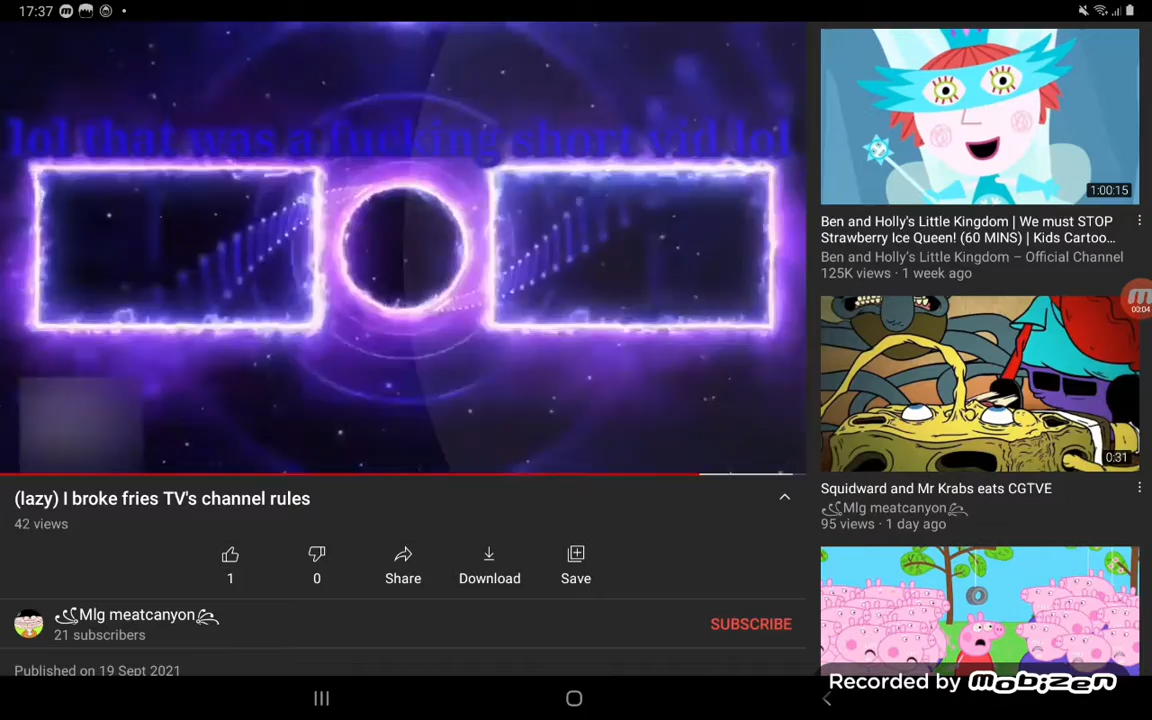 17:37
lol that was a fucking short vid lol
(lazy) I broke fries TV's channel rules
42 views
1
0
Share
Download
Save
Mlg meatcanyon
21 subscribers
SUBSCRIBE
Published on 19 Sept 2021
1:00:15
Ben and Holly's Little Kingdom | We must STOP
Strawberry Ice Queen! (60 MINS) | Kids Cartoo...
Ben and Holly's Little Kingdom – Official Channel
125K views · 1 week ago
00:04
0:31
Squidward and Mr Krabs eats CGTVE
Mlg meatcanyon
95 views · 1 day ago
Recorded by mobizen